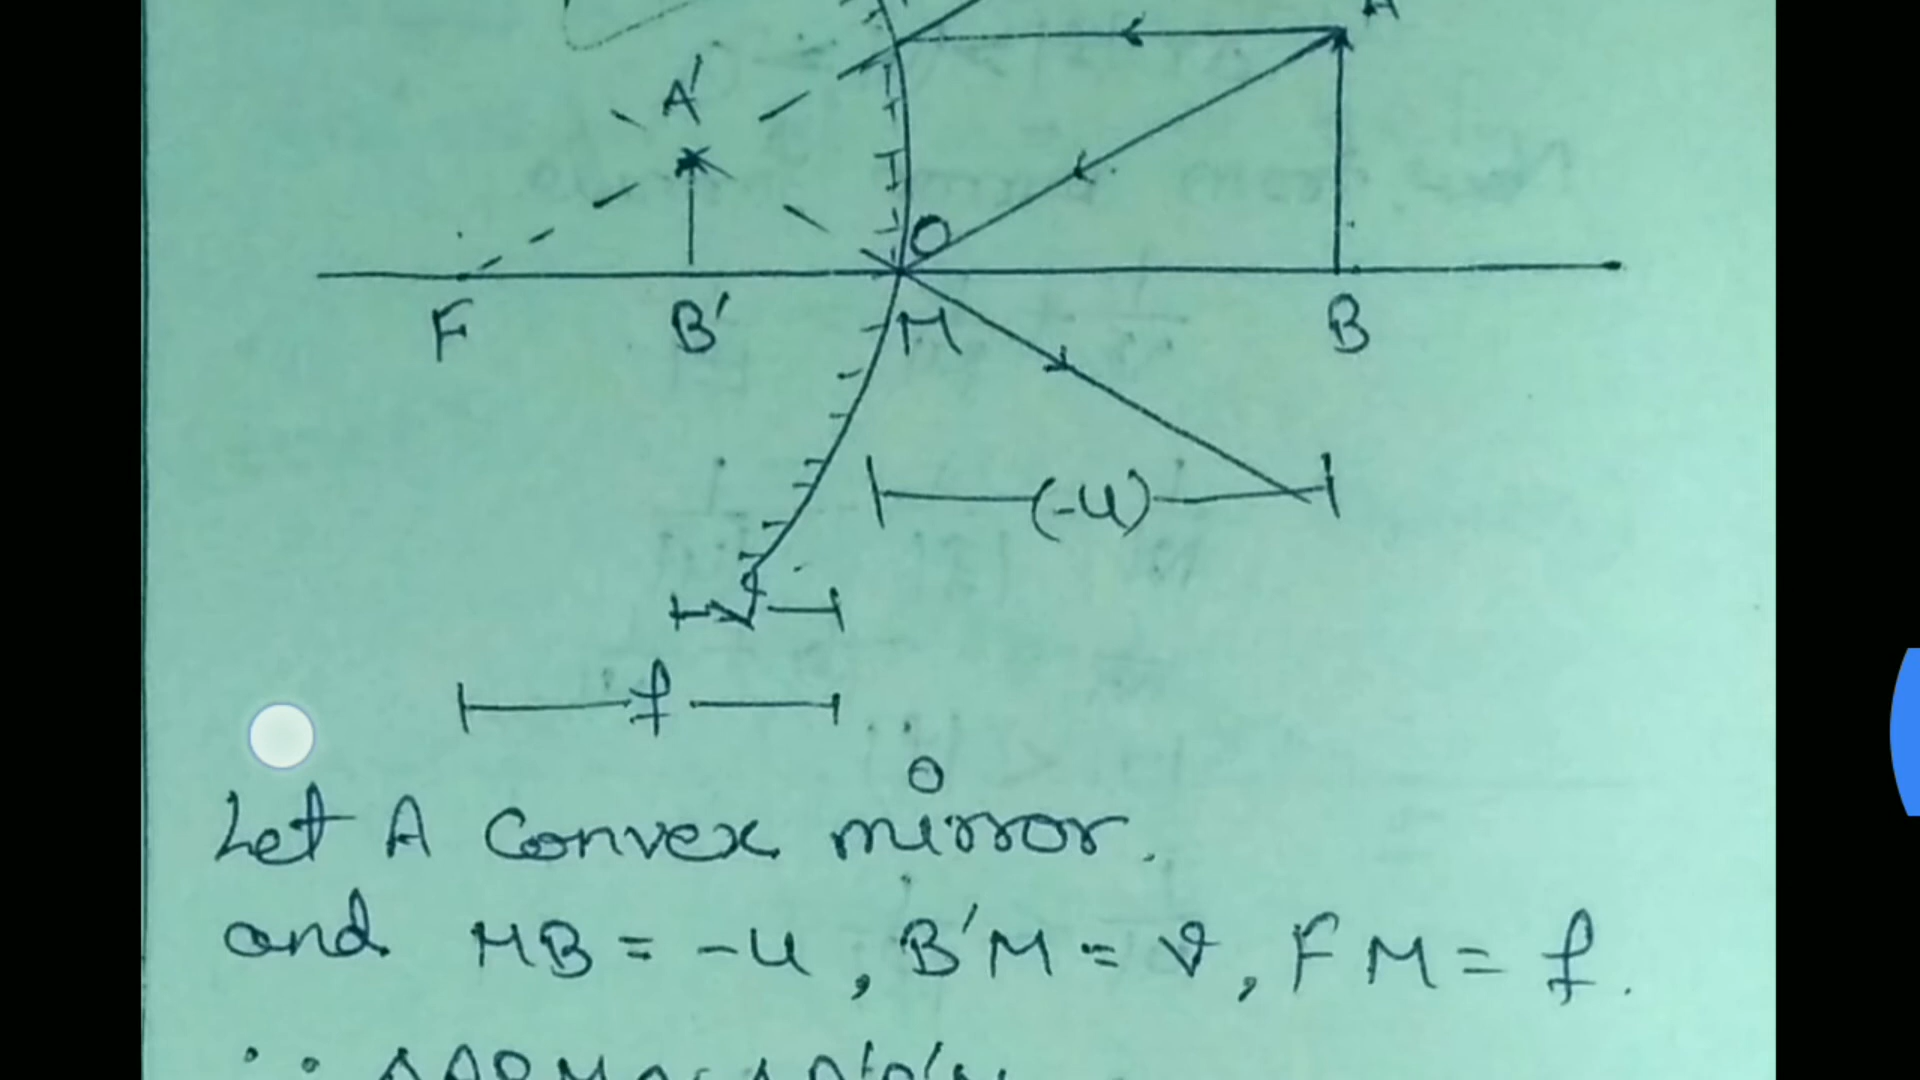 A
A'
O
F B' M B
(-u)
v
f
Let A Convex mirror.
and MB = -u, B'M = v, FM = f.